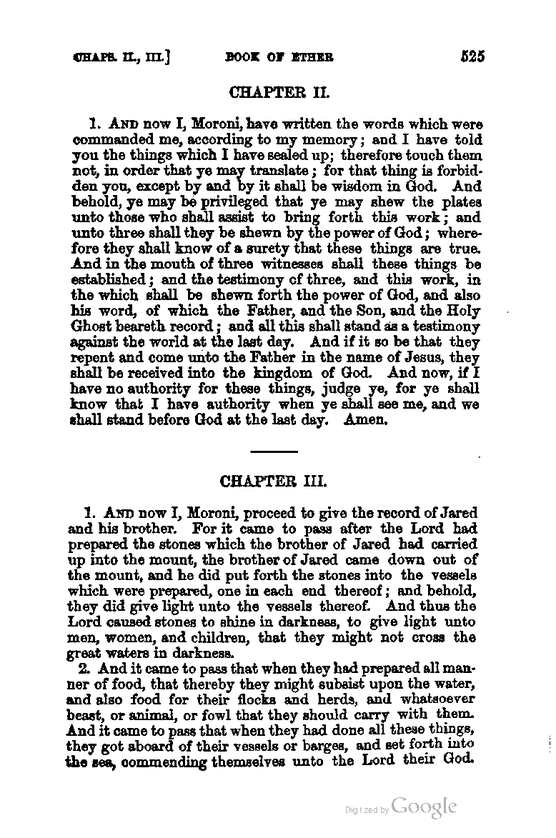 CHAPS. II., III.] BOOK OF ETHER 525
CHAPTER II.
1. AND now I, Moroni, have written the words which were
commanded me, according to my memory; and I have told
you the things which I have sealed up; therefore touch them
not, in order that ye may translate; for that thing is forbid-
den you, except by and by it shall be wisdom in God. And
behold, ye may be privileged that ye may shew the plates
unto those who shall assist to bring forth this work; and
unto three shall they be shewn by the power of God; where-
fore they shall know of a surety that these things are true.
And in the mouth of three witnesses shall these things be
established; and the testimony of three, and this work, in
the which shall be shewn forth the power of God, and also
his word, of which the Father, and the Son, and the Holy
Ghost beareth record; and all this shall stand as a testimony
against the world at the last day. And if it so be that they
repent and come unto the Father in the name of Jesus, they
shall be received into the kingdom of God. And now, if I
have no authority for these things, judge ye, for ye shall
know that I have authority when ye shall see me, and we
shall stand before God at the last day. Amen.
CHAPTER III.
1. AND now I, Moroni, proceed to give the record of Jared
and his brother. For it came to pass after the Lord had
prepared the stones which the brother of Jared had carried
up into the mount, the brother of Jared came down out of
the mount, and he did put forth the stones into the vessels
which were prepared, one in each end thereof; and behold,
they did give light unto the vessels thereof. And thus the
Lord caused stones to shine in darkness, to give light unto
men, women, and children, that they might not cross the
great waters in darkness.
2. And it came to pass that when they had prepared all man-
ner of food, that thereby they might subsist upon the water,
and also food for their flocks and herds, and whatsoever
beast, or animal, or fowl that they should carry with them.
And it came to pass that when they had done all these things,
they got aboard of their vessels or barges, and set forth into
the sea, commending themselves unto the Lord their God.
Digitized by Google